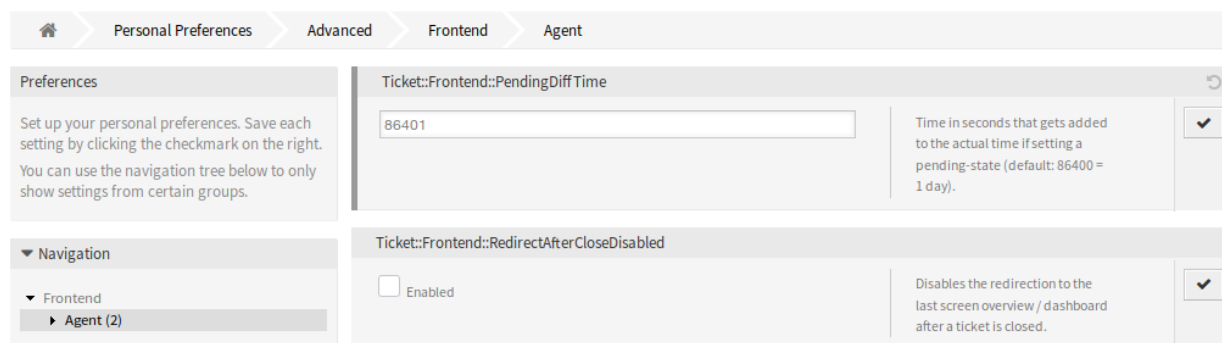 Personal Preferences Advanced Frontend Agent
Preferences
Set up your personal preferences. Save each
setting by clicking the checkmark on the right.
You can use the navigation tree below to only
show settings from certain groups.
Navigation
Frontend
Agent (2)
Ticket::Frontend::PendingDiffTime
86401
Time in seconds that gets added
to the actual time if setting a
pending-state (default: 86400 =
1 day).
Ticket::Frontend::RedirectAfterCloseDisabled
Enabled
Disables the redirection to the
last screen overview / dashboard
after a ticket is closed.